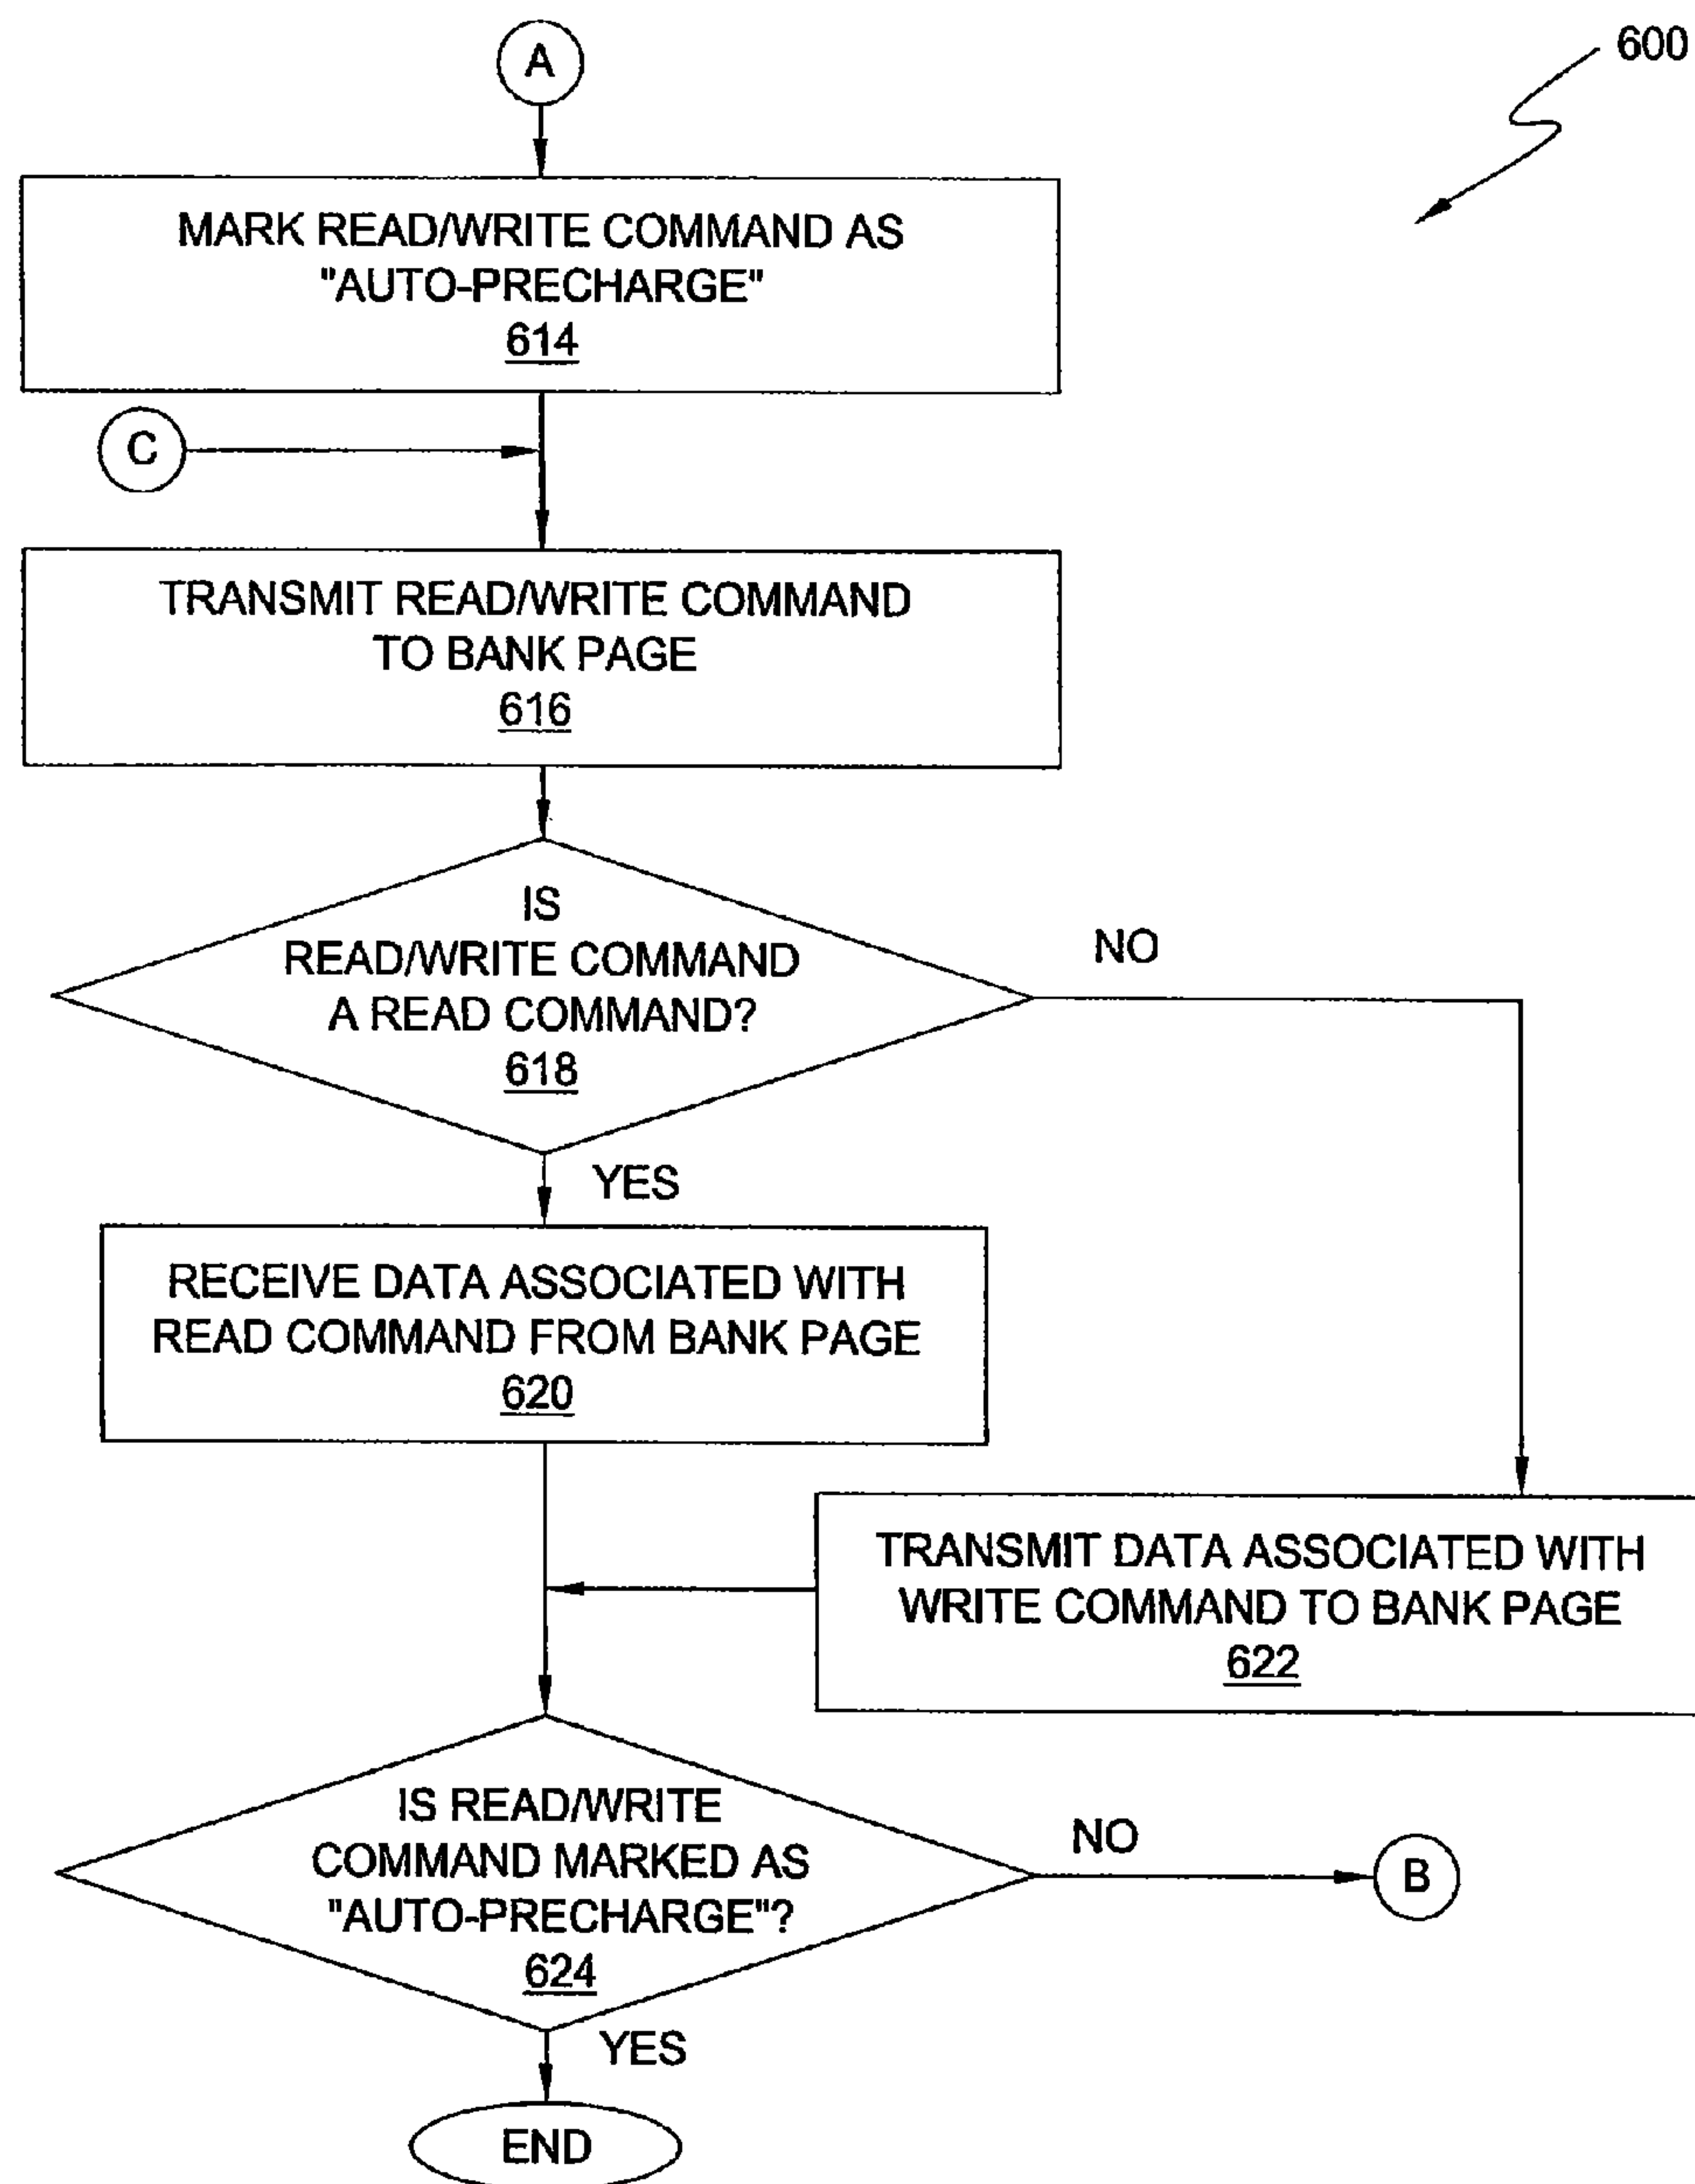 A
600
MARK READ/WRITE COMMAND AS
"AUTO-PRECHARGE"
614
C
TRANSMIT READ/WRITE COMMAND
TO BANK PAGE
616
IS
READ/WRITE COMMAND
A READ COMMAND?
618
NO
YES
RECEIVE DATA ASSOCIATED WITH
READ COMMAND FROM BANK PAGE
620
TRANSMIT DATA ASSOCIATED WITH
WRITE COMMAND TO BANK PAGE
622
IS READ/WRITE
COMMAND MARKED AS
"AUTO-PRECHARGE"?
624
NO
B
YES
END